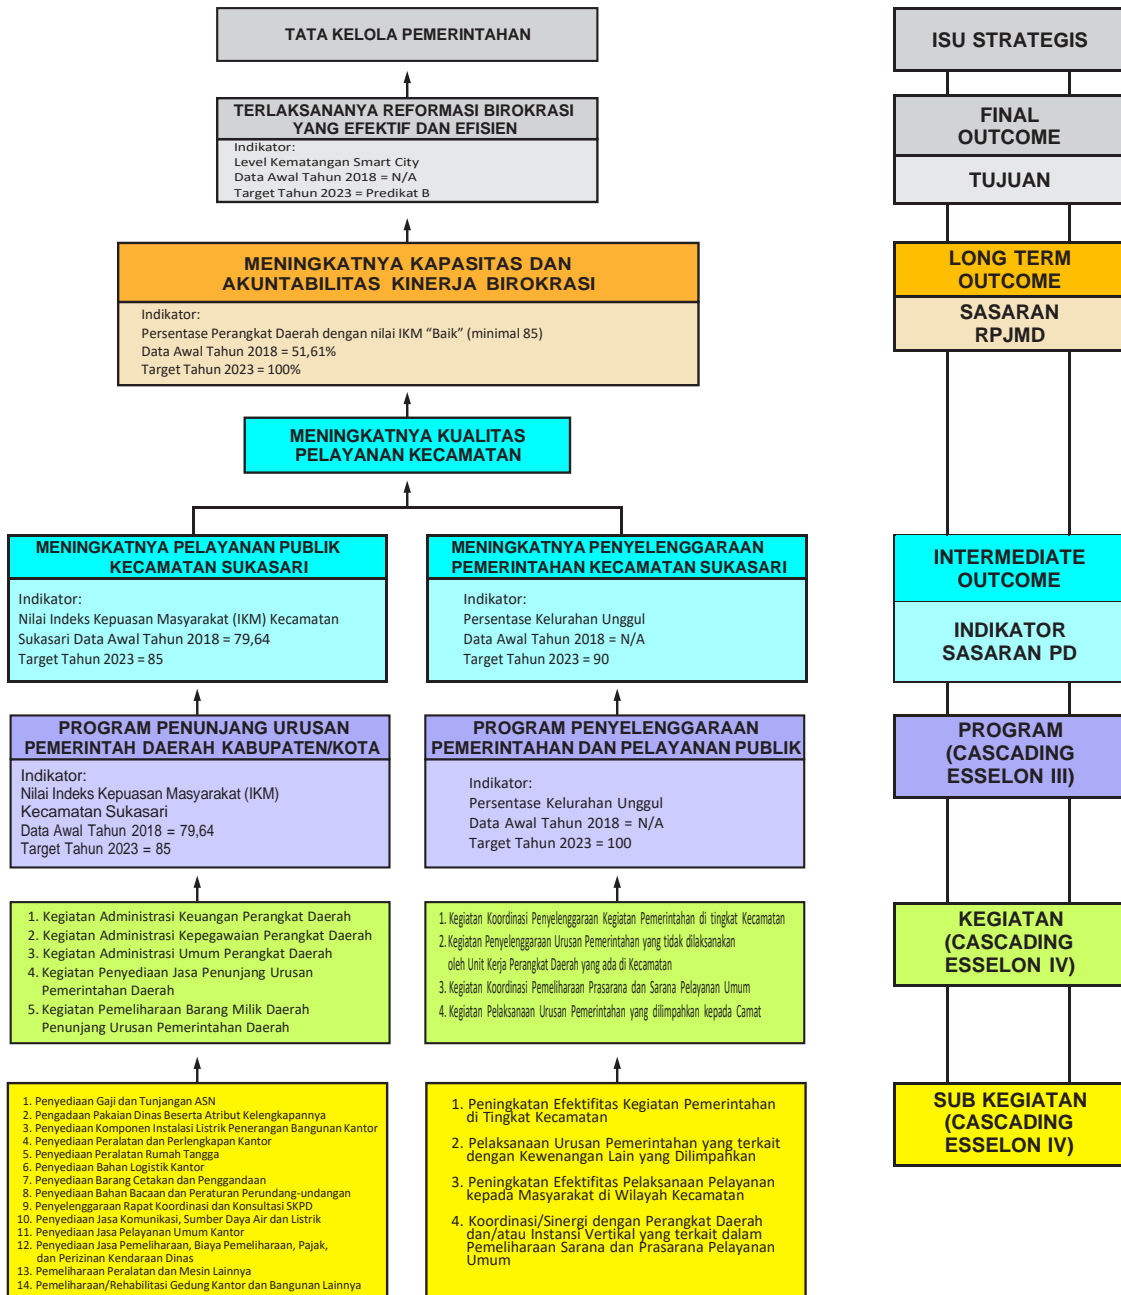 TATA KELOLA PEMERINTAHAN
TERLAKSANANYA REFORMASI BIROKRASI
YANG EFEKTIF DAN EFISIEN
Indikator:
Level Kematangan Smart City
Data Awal Tahun 2018 = N/A
Target Tahun 2023 = Predikat B
MENINGKATNYA KAPASITAS DAN
AKUNTABILITAS KINERJA BIROKRASI
Indikator:
Persentase Perangkat Daerah dengan nilai IKM “Baik” (minimal 85)
Data Awal Tahun 2018 = 51,61%
Target Tahun 2023 = 100%
MENINGKATNYA KUALITAS
PELAYANAN KECAMATAN
MENINGKATNYA PELAYANAN PUBLIK
KECAMATAN SUKASARI
Indikator:
Nilai Indeks Kepuasan Masyarakat (IKM) Kecamatan
Sukasari Data Awal Tahun 2018 = 79,64
Target Tahun 2023 = 85
MENINGKATNYA PENYELENGGARAAN
PEMERINTAHAN KECAMATAN SUKASARI
Indikator:
Persentase Kelurahan Unggul
Data Awal Tahun 2018 = N/A
Target Tahun 2023 = 90
PROGRAM PENUNJANG URUSAN
PEMERINTAH DAERAH KABUPATEN/KOTA
Indikator:
Nilai Indeks Kepuasan Masyarakat (IKM)
Kecamatan Sukasari
Data Awal Tahun 2018 = 79,64
Target Tahun 2023 = 85
PROGRAM PENYELENGGARAAN
PEMERINTAHAN DAN PELAYANAN PUBLIK
Indikator:
Persentase Kelurahan Unggul
Data Awal Tahun 2018 = N/A
Target Tahun 2023 = 100
1. Kegiatan Administrasi Keuangan Perangkat Daerah
2. Kegiatan Administrasi Kepegawaian Perangkat Daerah
3. Kegiatan Administrasi Umum Perangkat Daerah
4. Kegiatan Penyediaan Jasa Penunjang Urusan
Pemerintahan Daerah
5. Kegiatan Pemeliharaan Barang Milik Daerah
Penunjang Urusan Pemerintahan Daerah
1. Kegiatan Koordinasi Penyelenggaraan Kegiatan Pemerintahan di tingkat Kecamatan
2. Kegiatan Penyelenggaraan Urusan Pemerintahan yang tidak dilaksanakan
oleh Unit Kerja Perangkat Daerah yang ada di Kecamatan
3. Kegiatan Koordinasi Pemeliharaan Prasarana dan Sarana Pelayanan Umum
4. Kegiatan Pelaksanaan Urusan Pemerintahan yang dilimpahkan kepada Camat
1. Penyediaan Gaji dan Tunjangan ASN
2. Pengadaan Pakaian Dinas Beserta Atribut Kelengkapannya
3. Penyediaan Komponen Instalasi Listrik Penerangan Bangunan Kantor
4. Penyediaan Peralatan dan Perlengkapan Kantor
5. Penyediaan Peralatan Rumah Tangga
6. Penyediaan Bahan Logistik Kantor
7. Penyediaan Barang Cetakan dan Penggandaan
8. Penyediaan Bahan Bacaan dan Peraturan Perundang-undangan
9. Penyelenggaraan Rapat Koordinasi dan Konsultasi SKPD
10. Penyediaan Jasa Komunikasi, Sumber Daya Air dan Listrik
11. Penyediaan Jasa Pelayanan Umum Kantor
12. Penyediaan Jasa Pemeliharaan, Biaya Pemeliharaan, Pajak,
dan Perizinan Kendaraan Dinas
13. Pemeliharaan Peralatan dan Mesin Lainnya
14. Pemeliharaan/Rehabilitasi Gedung Kantor dan Bangunan Lainnya
1. Peningkatan Efektifitas Kegiatan Pemerintahan
di Tingkat Kecamatan
2. Pelaksanaan Urusan Pemerintahan yang terkait
dengan Kewenangan Lain yang Dilimpahkan
3. Peningkatan Efektifitas Pelaksanaan Pelayanan
kepada Masyarakat di Wilayah Kecamatan
4. Koordinasi/Sinergi dengan Perangkat Daerah
dan/atau Instansi Vertikal yang terkait dalam
Pemeliharaan Sarana dan Prasarana Pelayanan
Umum
ISU STRATEGIS
FINAL
OUTCOME
TUJUAN
LONG TERM
OUTCOME
SASARAN
RPJMD
INTERMEDIATE
OUTCOME
INDIKATOR
SASARAN PD
PROGRAM
(CASCADING
ESSELON III)
KEGIATAN
(CASCADING
ESSELON IV)
SUB KEGIATAN
(CASCADING
ESSELON IV)